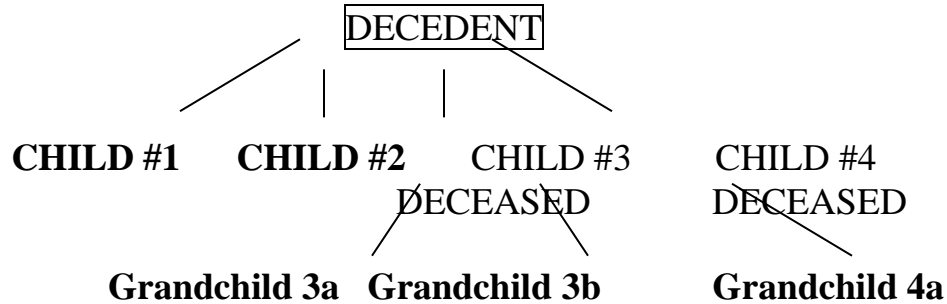 DECEDENT
CHILD #1 CHILD #2 CHILD #3 CHILD #4
DECEASED DECEASED
Grandchild 3a Grandchild 3b Grandchild 4a